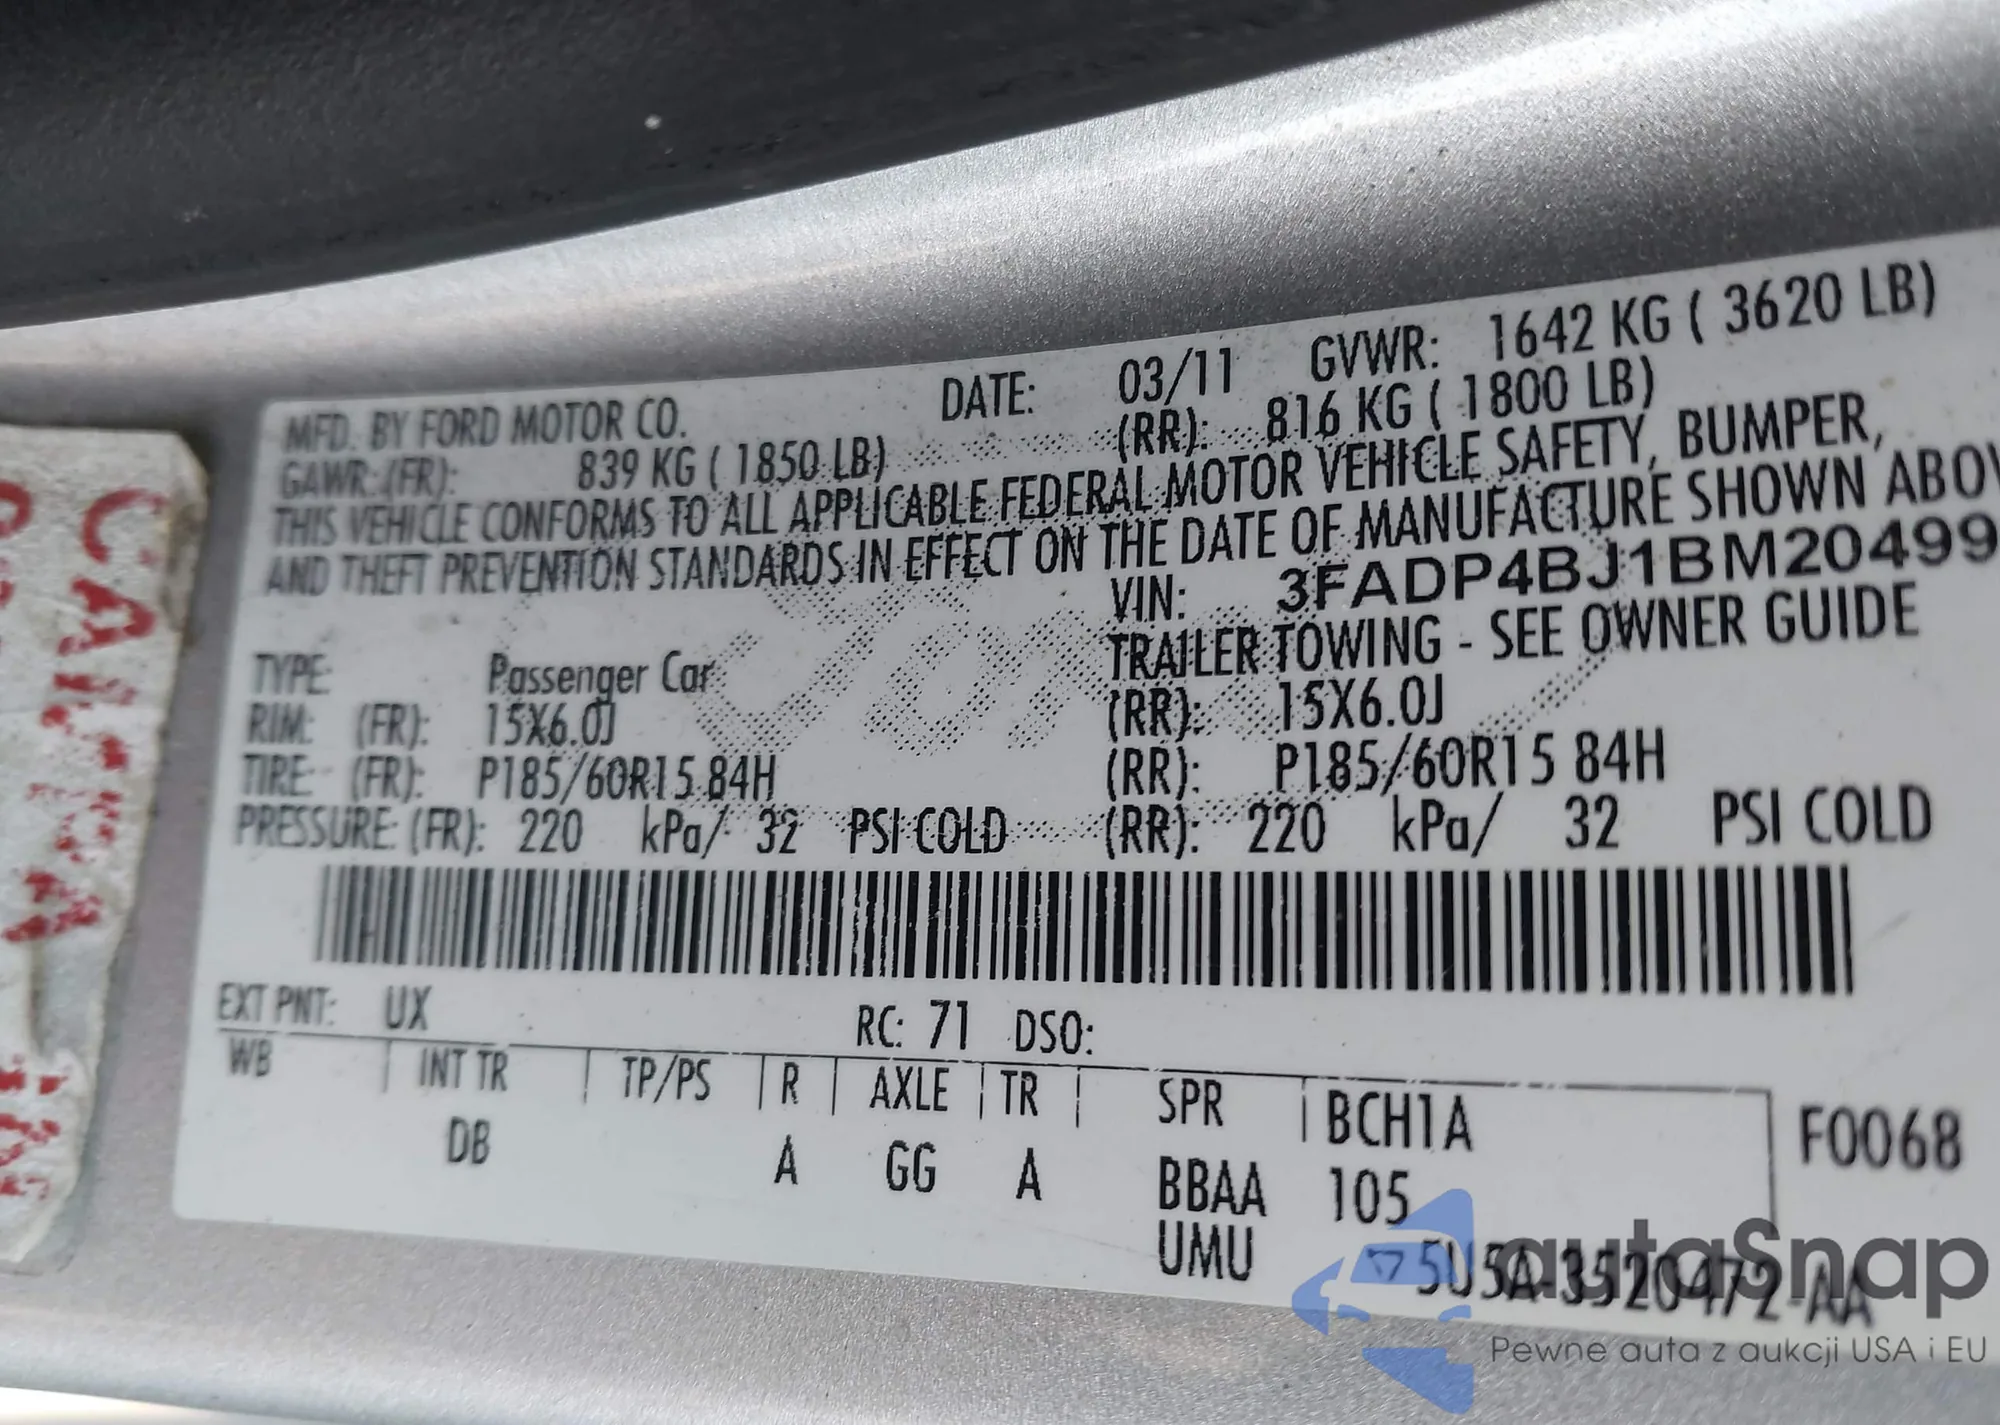 MFD. BY FORD MOTOR CO. DATE: 03/11 GVWR: 1642 KG ( 3620 LB)
GAWR: (FR): 839 KG ( 1850 LB) (RR): 816 KG ( 1800 LB)
THIS VEHICLE CONFORMS TO ALL APPLICABLE FEDERAL MOTOR VEHICLE SAFETY, BUMPER,
AND THEFT PREVENTION STANDARDS IN EFFECT ON THE DATE OF MANUFACTURE SHOWN ABOV
VIN: 3FADP4BJ1BM20499
TRAILER TOWING - SEE OWNER GUIDE
TYPE: Passenger Car
RIM: (FR): 15X6.0J (RR): 15X6.0J
TIRE: (FR): P185/60R15 84H (RR): P185/60R15 84H
PRESSURE: (FR): 220 kPa/ 32 PSI COLD (RR): 220 kPa/ 32 PSI COLD
EXT PNT: UX RC: 71 DSO:
WB INT TR TP/PS R AXLE TR SPR BCH1A F0068
DB A GG A BBAA 105
UMU 5U5A-3520472-AA
autaSnap
Pewne auta z aukcji USA i EU